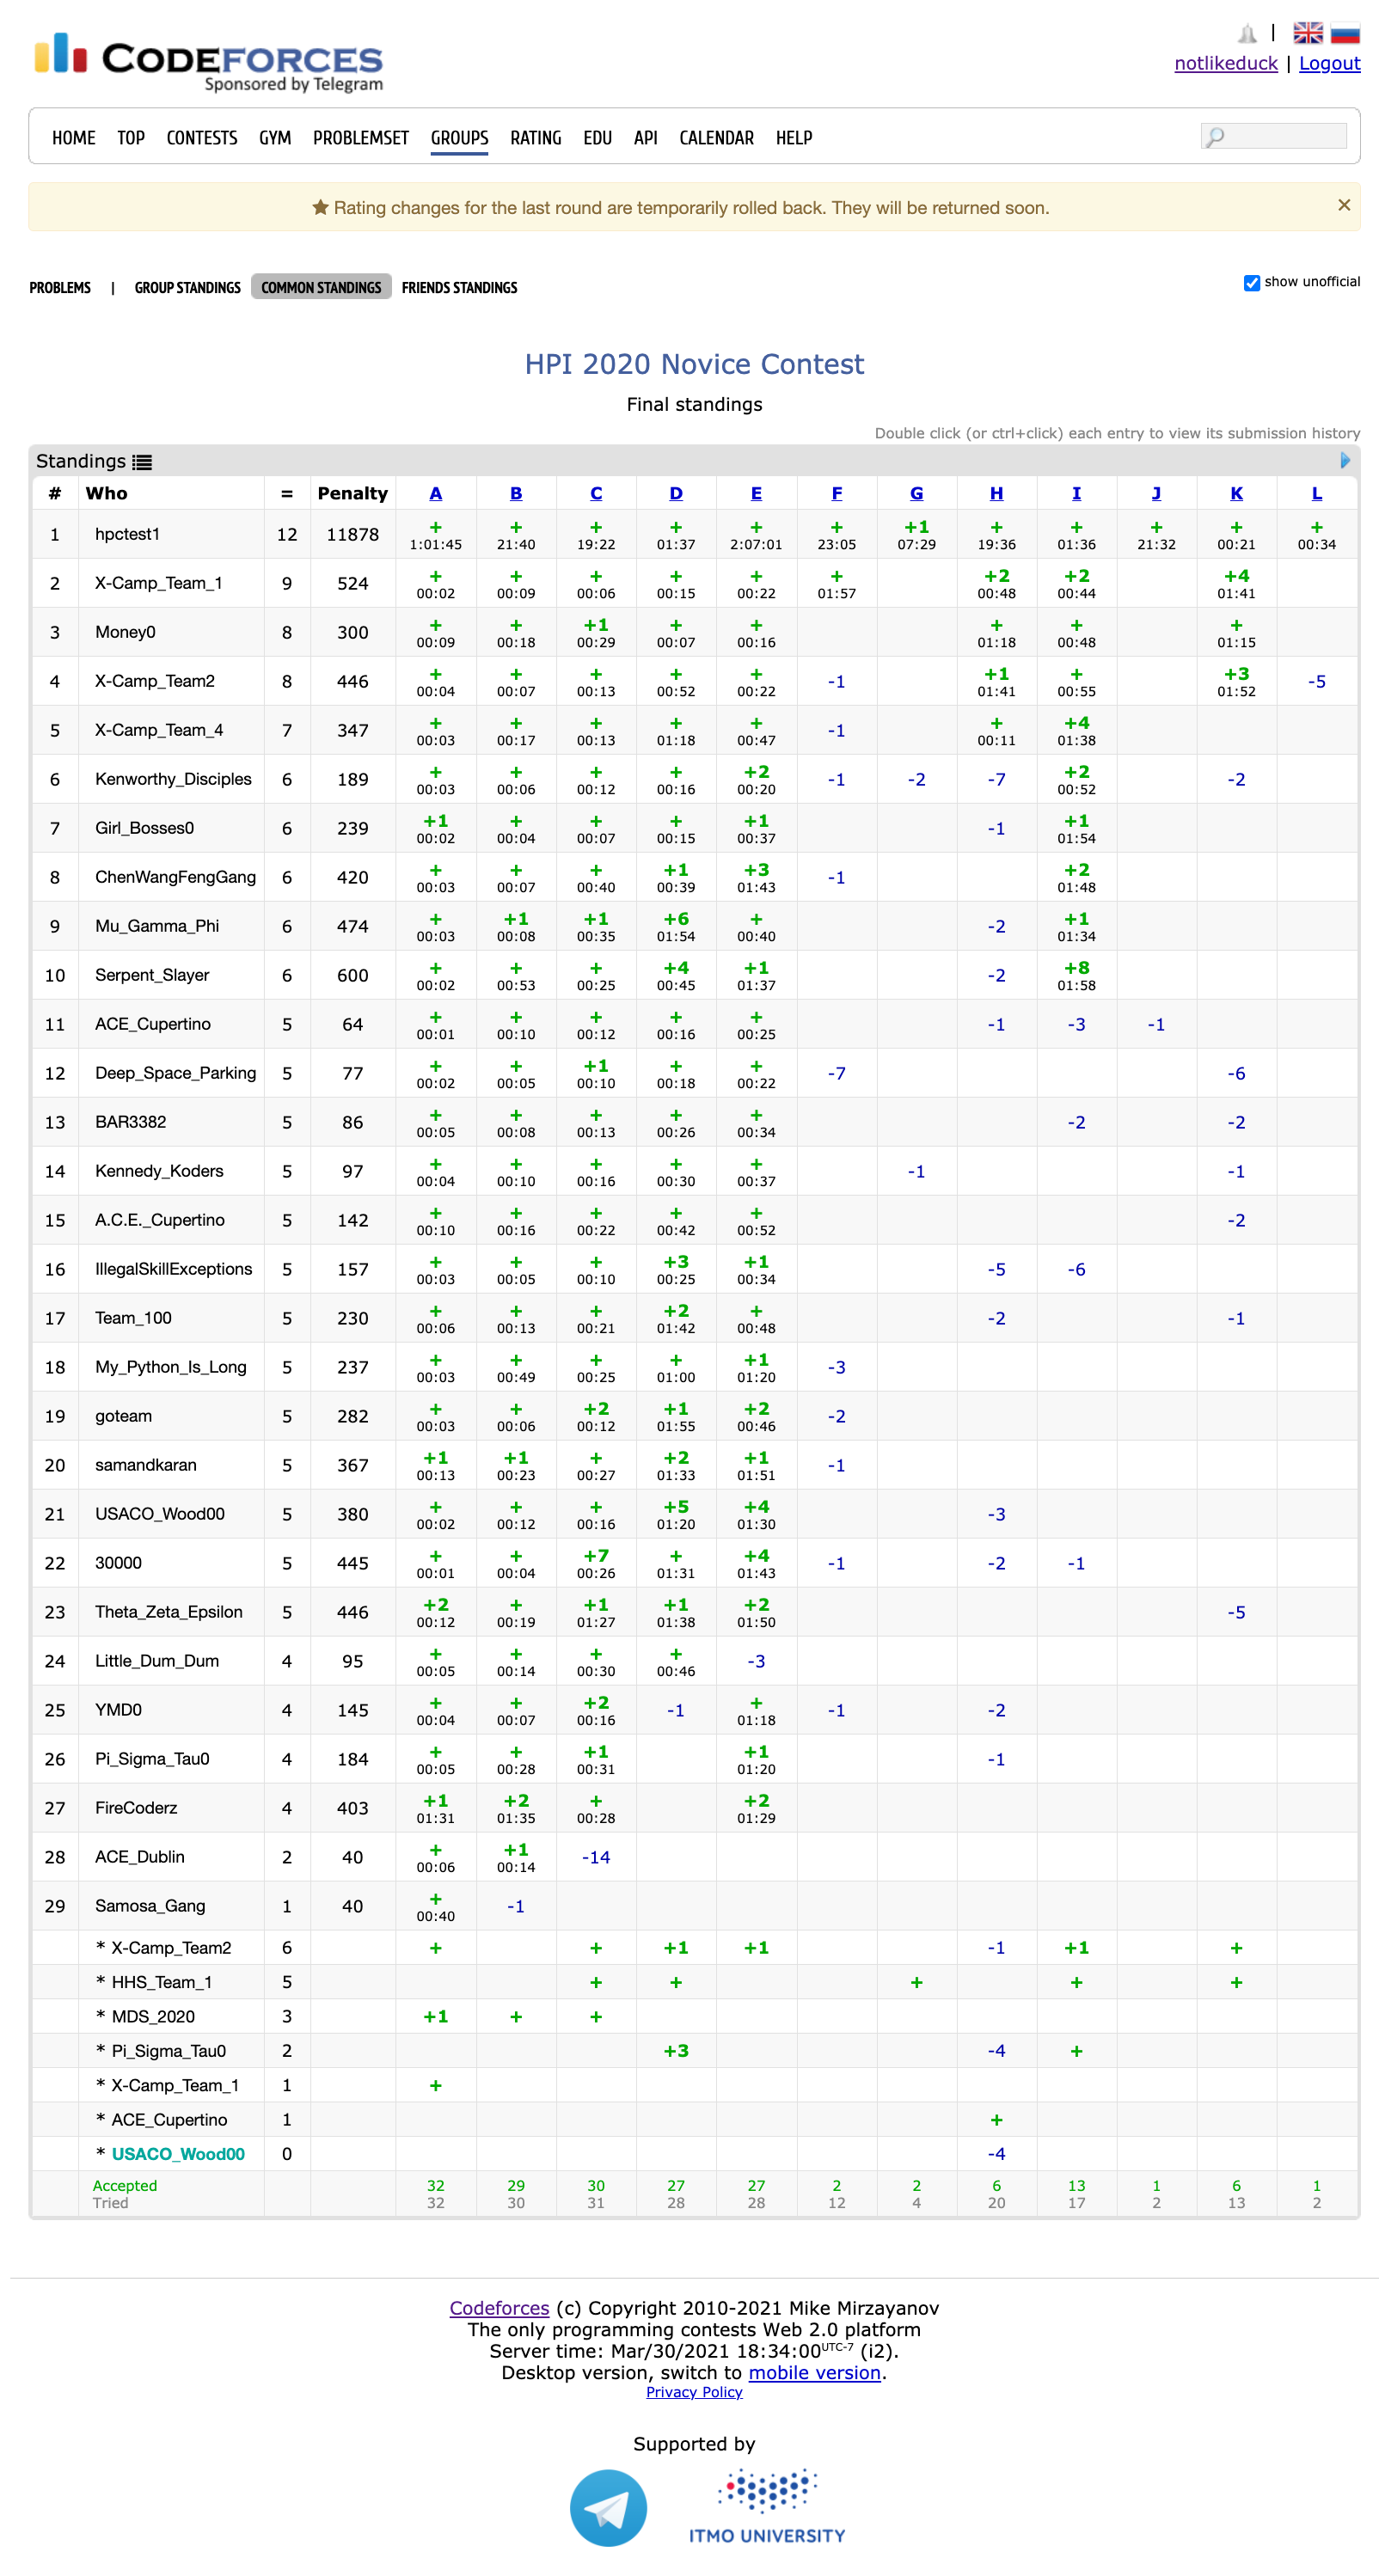 CODEFORCES
Sponsored by Telegram
|
notlikeduck | Logout
HOME TOP CONTESTS GYM PROBLEMSET GROUPS RATING EDU API CALENDAR HELP
Rating changes for the last round are temporarily rolled back. They will be returned soon. ×
PROBLEMS | GROUP STANDINGS COMMON STANDINGS FRIENDS STANDINGS show unofficial
HPI 2020 Novice Contest
Final standings
Double click (or ctrl+click) each entry to view its submission history
Standings
# Who = Penalty A B C D E F G H I J K L
1 hpctest1 12 11878 + + + + + + +1 + + + + +
1:01:45 21:40 19:22 01:37 2:07:01 23:05 07:29 19:36 01:36 21:32 00:21 00:34
2 X-Camp_Team_1 9 524 + + + + + + +2 +2 +4
00:02 00:09 00:06 00:15 00:22 01:57 00:48 00:44 01:41
3 Money0 8 300 + + +1 + + + + +
00:09 00:18 00:29 00:07 00:16 01:18 00:48 01:15
4 X-Camp_Team2 8 446 + + + + + -1 +1 + +3 -5
00:04 00:07 00:13 00:52 00:22 01:41 00:55 01:52
5 X-Camp_Team_4 7 347 + + + + + -1 + +4
00:03 00:17 00:13 01:18 00:47 00:11 01:38
6 Kenworthy_Disciples 6 189 + + + + +2 -1 -2 -7 +2 -2
00:03 00:06 00:12 00:16 00:20 00:52
7 Girl_Bosses0 6 239 +1 + + + +1 -1 +1
00:02 00:04 00:07 00:15 00:37 01:54
8 ChenWangFengGang 6 420 + + + +1 +3 -1 +2
00:03 00:07 00:40 00:39 01:43 01:48
9 Mu_Gamma_Phi 6 474 + +1 +1 +6 + -2 +1
00:03 00:08 00:35 01:54 00:40 01:34
10 Serpent_Slayer 6 600 + + + +4 +1 -2 +8
00:02 00:53 00:25 00:45 01:37 01:58
11 ACE_Cupertino 5 64 + + + + + -1 -3 -1
00:01 00:10 00:12 00:16 00:25
12 Deep_Space_Parking 5 77 + + +1 + + -7 -6
00:02 00:05 00:10 00:18 00:22
13 BAR3382 5 86 + + + + + -2 -2
00:05 00:08 00:13 00:26 00:34
14 Kennedy_Koders 5 97 + + + + + -1 -1
00:04 00:10 00:16 00:30 00:37
15 A.C.E._Cupertino 5 142 + + + + + -2
00:10 00:16 00:22 00:42 00:52
16 IllegalSkillExceptions 5 157 + + + +3 +1 -5 -6
00:03 00:05 00:10 00:25 00:34
17 Team_100 5 230 + + + +2 + -2 -1
00:06 00:13 00:21 01:42 00:48
18 My_Python_Is_Long 5 237 + + + + +1 -3
00:03 00:49 00:25 01:00 01:20
19 goteam 5 282 + + +2 +1 +2 -2
00:03 00:06 00:12 01:55 00:46
20 samandkaran 5 367 +1 +1 + +2 +1 -1
00:13 00:23 00:27 01:33 01:51
21 USACO_Wood00 5 380 + + + +5 +4 -3
00:02 00:12 00:16 01:20 01:30
22 30000 5 445 + + +7 + +4 -1 -2 -1
00:01 00:04 00:26 01:31 01:43
23 Theta_Zeta_Epsilon 5 446 +2 + +1 +1 +2 -5
00:12 00:19 01:27 01:38 01:50
24 Little_Dum_Dum 4 95 + + + + -3
00:05 00:14 00:30 00:46
25 YMD0 4 145 + + +2 -1 + -1 -2
00:04 00:07 00:16 01:18
26 Pi_Sigma_Tau0 4 184 + + +1 +1 -1
00:05 00:28 00:31 01:20
27 FireCoderz 4 403 +1 +2 + +2
01:31 01:35 00:28 01:29
28 ACE_Dublin 2 40 + +1 -14
00:06 00:14
29 Samosa_Gang 1 40 + -1
00:40
* X-Camp_Team2 6 + + +1 +1 -1 +1 +
* HHS_Team_1 5 + + + + +
* MDS_2020 3 +1 + +
* Pi_Sigma_Tau0 2 +3 -4 +
* X-Camp_Team_1 1 +
* ACE_Cupertino 1 +
* USACO_Wood00 0 -4
Accepted 32 29 30 27 27 2 2 6 13 1 6 1
Tried 32 30 31 28 28 12 4 20 17 2 13 2
Codeforces (c) Copyright 2010-2021 Mike Mirzayanov
The only programming contests Web 2.0 platform
Server time: Mar/30/2021 18:34:00UTC-7 (i2).
Desktop version, switch to mobile version.
Privacy Policy
Supported by
ITMO UNIVERSITY